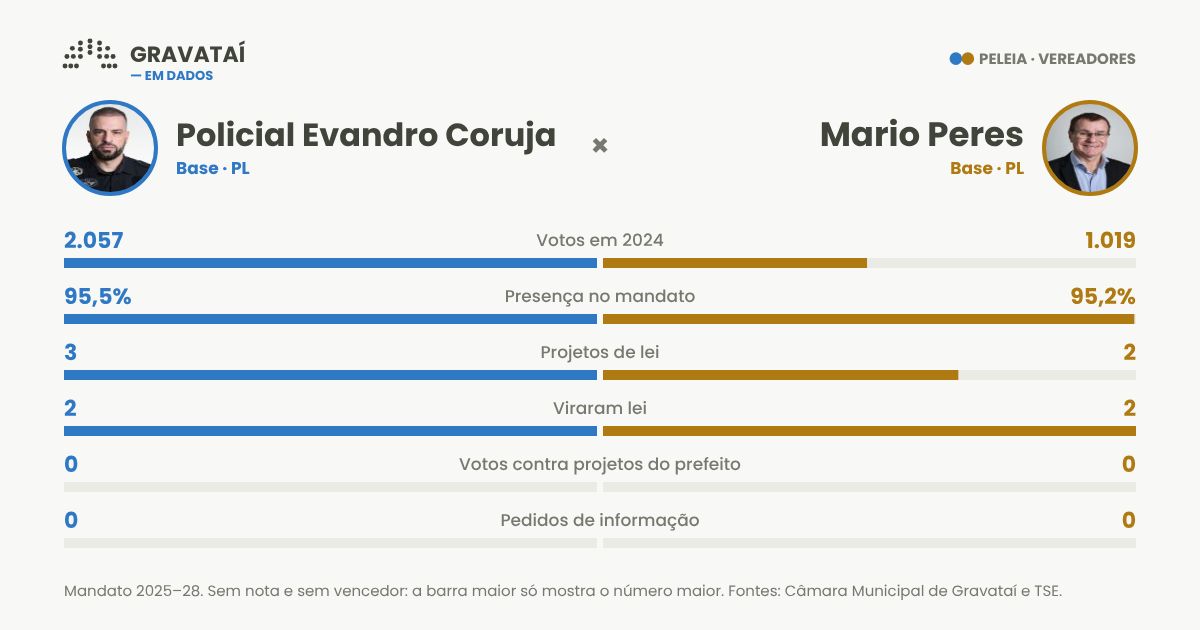 GRAVATAÍ
— EM DADOS
PELEIA · VEREADORES
Policial Evandro Coruja
Base · PL
×
Mario Peres
Base · PL
2.057 Votos em 2024 1.019
95,5% Presença no mandato 95,2%
3 Projetos de lei 2
2 Viraram lei 2
0 Votos contra projetos do prefeito 0
0 Pedidos de informação 0
Mandato 2025–28. Sem nota e sem vencedor: a barra maior só mostra o número maior. Fontes: Câmara Municipal de Gravataí e TSE.